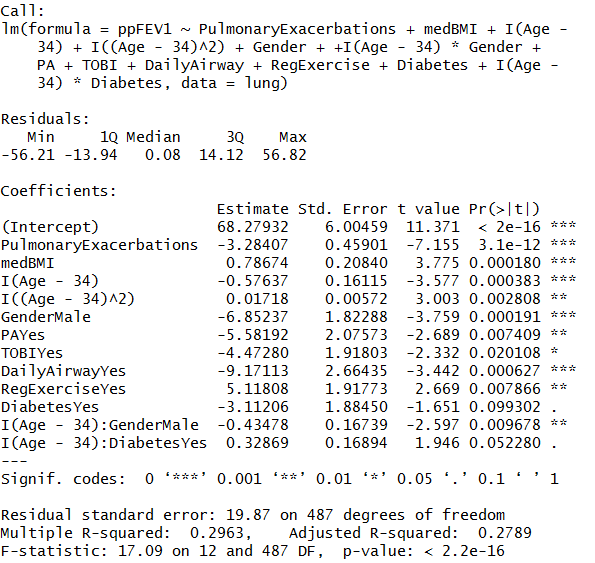 Call:
lm(formula = ppFEV1 ~ PulmonaryExacerbations + medBMI + I(Age -
    34) + I((Age - 34)^2) + Gender + +I(Age - 34) * Gender +
    PA + TOBI + DailyAirway + RegExercise + Diabetes + I(Age -
    34) * Diabetes, data = lung)

Residuals:
   Min     1Q Median     3Q    Max
-56.21 -13.94   0.08  14.12  56.82

Coefficients:
                         Estimate Std. Error t value Pr(>|t|)
(Intercept)              68.27932    6.00459  11.371  < 2e-16 ***
PulmonaryExacerbations   -3.28407    0.45901  -7.155  3.1e-12 ***
medBMI                    0.78674    0.20840   3.775 0.000180 ***
I(Age - 34)              -0.57637    0.16115  -3.577 0.000383 ***
I((Age - 34)^2)           0.01718    0.00572   3.003 0.002808 **
GenderMale               -6.85237    1.82288  -3.759 0.000191 ***
PAYes                    -5.58192    2.07573  -2.689 0.007409 **
TOBIYes                  -4.47280    1.91803  -2.332 0.020108 *
DailyAirwayYes           -9.17113    2.66435  -3.442 0.000627 ***
RegExerciseYes            5.11808    1.91773   2.669 0.007866 **
DiabetesYes              -3.11206    1.88450  -1.651 0.099302 .
I(Age - 34):GenderMale   -0.43478    0.16739  -2.597 0.009678 **
I(Age - 34):DiabetesYes   0.32869    0.16894   1.946 0.052280 .
---
Signif. codes:  0 ‘***’ 0.001 ‘**’ 0.01 ‘*’ 0.05 ‘.’ 0.1 ‘ ’ 1

Residual standard error: 19.87 on 487 degrees of freedom
Multiple R-squared:  0.2963,    Adjusted R-squared:  0.2789
F-statistic: 17.09 on 12 and 487 DF,  p-value: < 2.2e-16